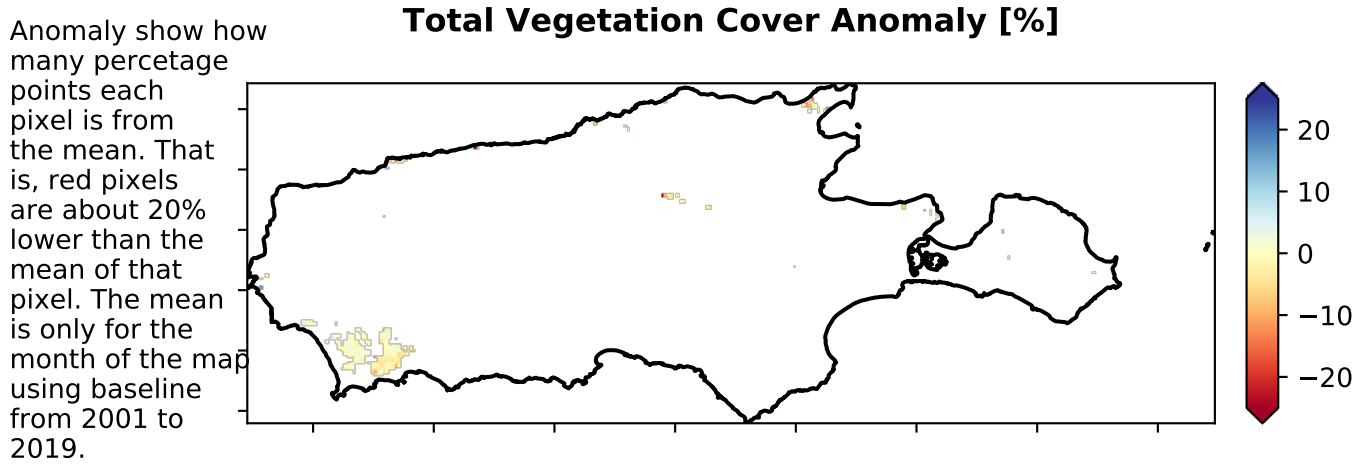 Total Vegetation Cover Anomaly [%]
Anomaly show how
many percetage
points each
pixel is from
the mean. That
is, red pixels
are about 20%
lower than the
mean of that
pixel. The mean
is only for the
month of the map
using baseline
from 2001 to
2019.
20
10
0
−10
−20